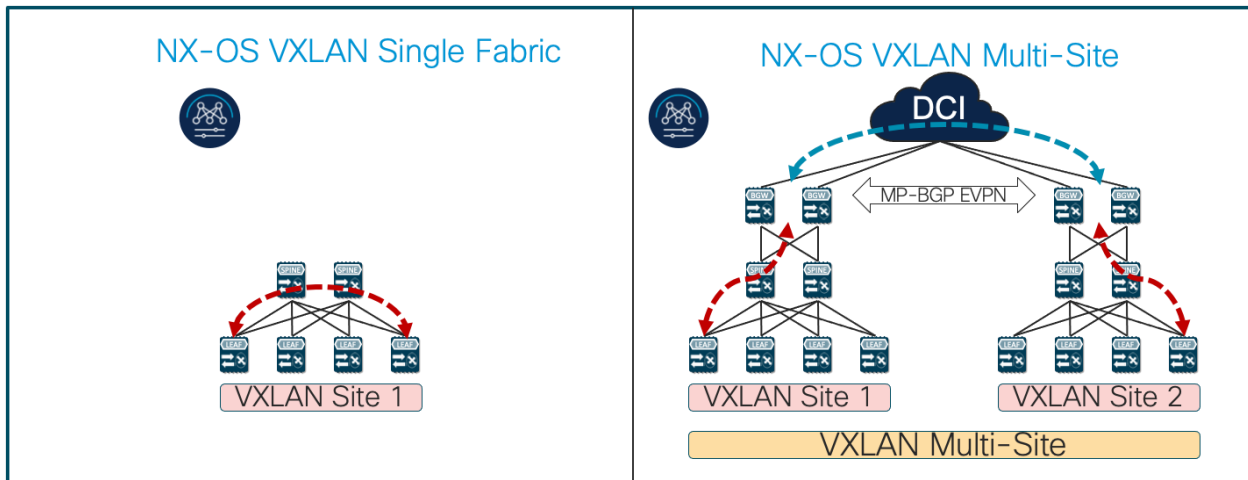 NX-OS VXLAN Single Fabric
SPINE SPINE
LEAF LEAF LEAF LEAF
VXLAN Site 1
NX-OS VXLAN Multi-Site
DCI
BGW BGW MP-BGP EVPN BGW BGW
SPINE SPINE SPINE SPINE
LEAF LEAF LEAF LEAF LEAF LEAF LEAF LEAF
VXLAN Site 1 VXLAN Site 2
VXLAN Multi-Site